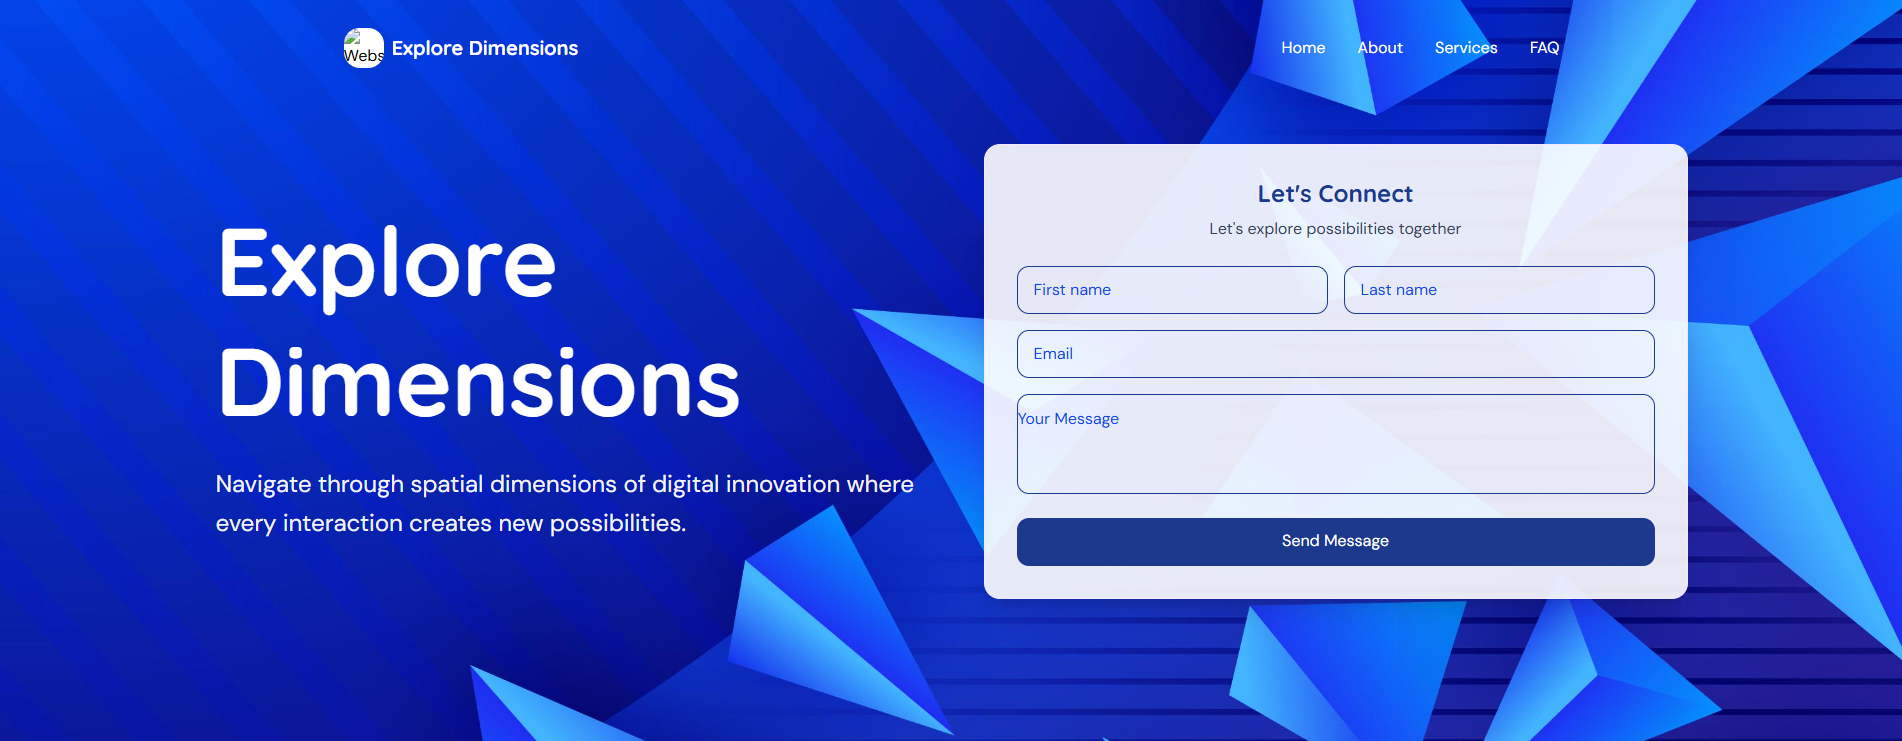 Webs
Explore Dimensions
Home About Services FAQ
Explore
Dimensions
Navigate through spatial dimensions of digital innovation where
every interaction creates new possibilities.
Let's Connect
Let's explore possibilities together
First name Last name
Email
Your Message
Send Message